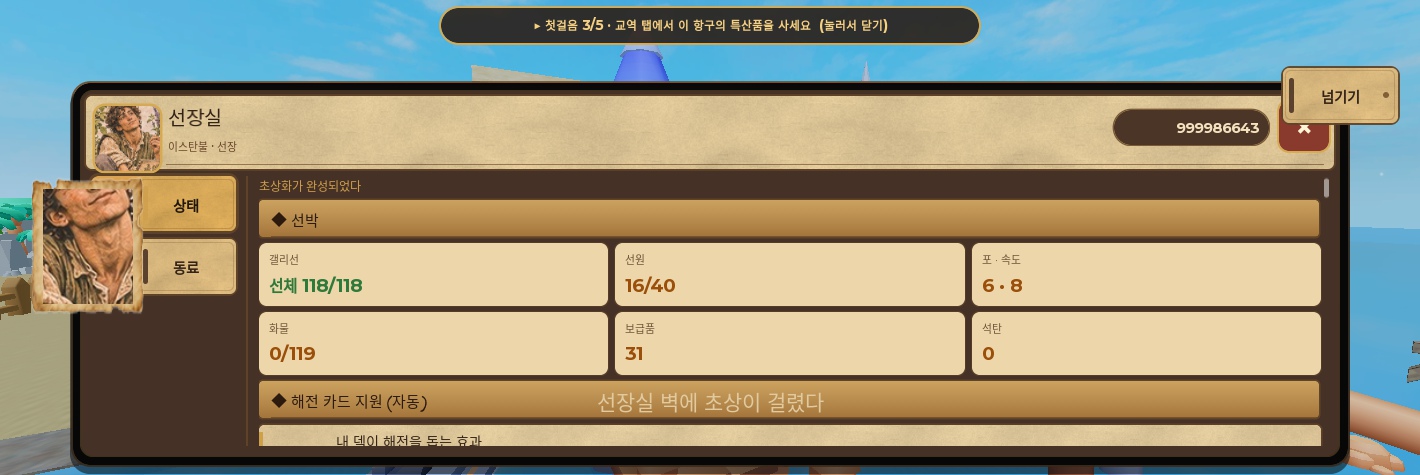 ▸ 첫걸음 3/5 · 교역 탭에서 이 항구의 특산품을 사세요 (눌러서 닫기)
넘기기
선장실
이스탄불 · 선장
999986643
상태
동료
초상화가 완성되었다
◆ 선박
갤리선
선체 118/118
선원
16/40
포 · 속도
6 · 8
화물
0/119
보급품
31
석탄
0
◆ 해전 카드 지원 (자동)
선장실 벽에 초상이 걸렸다
내 덱이 해전을 돕는 효과